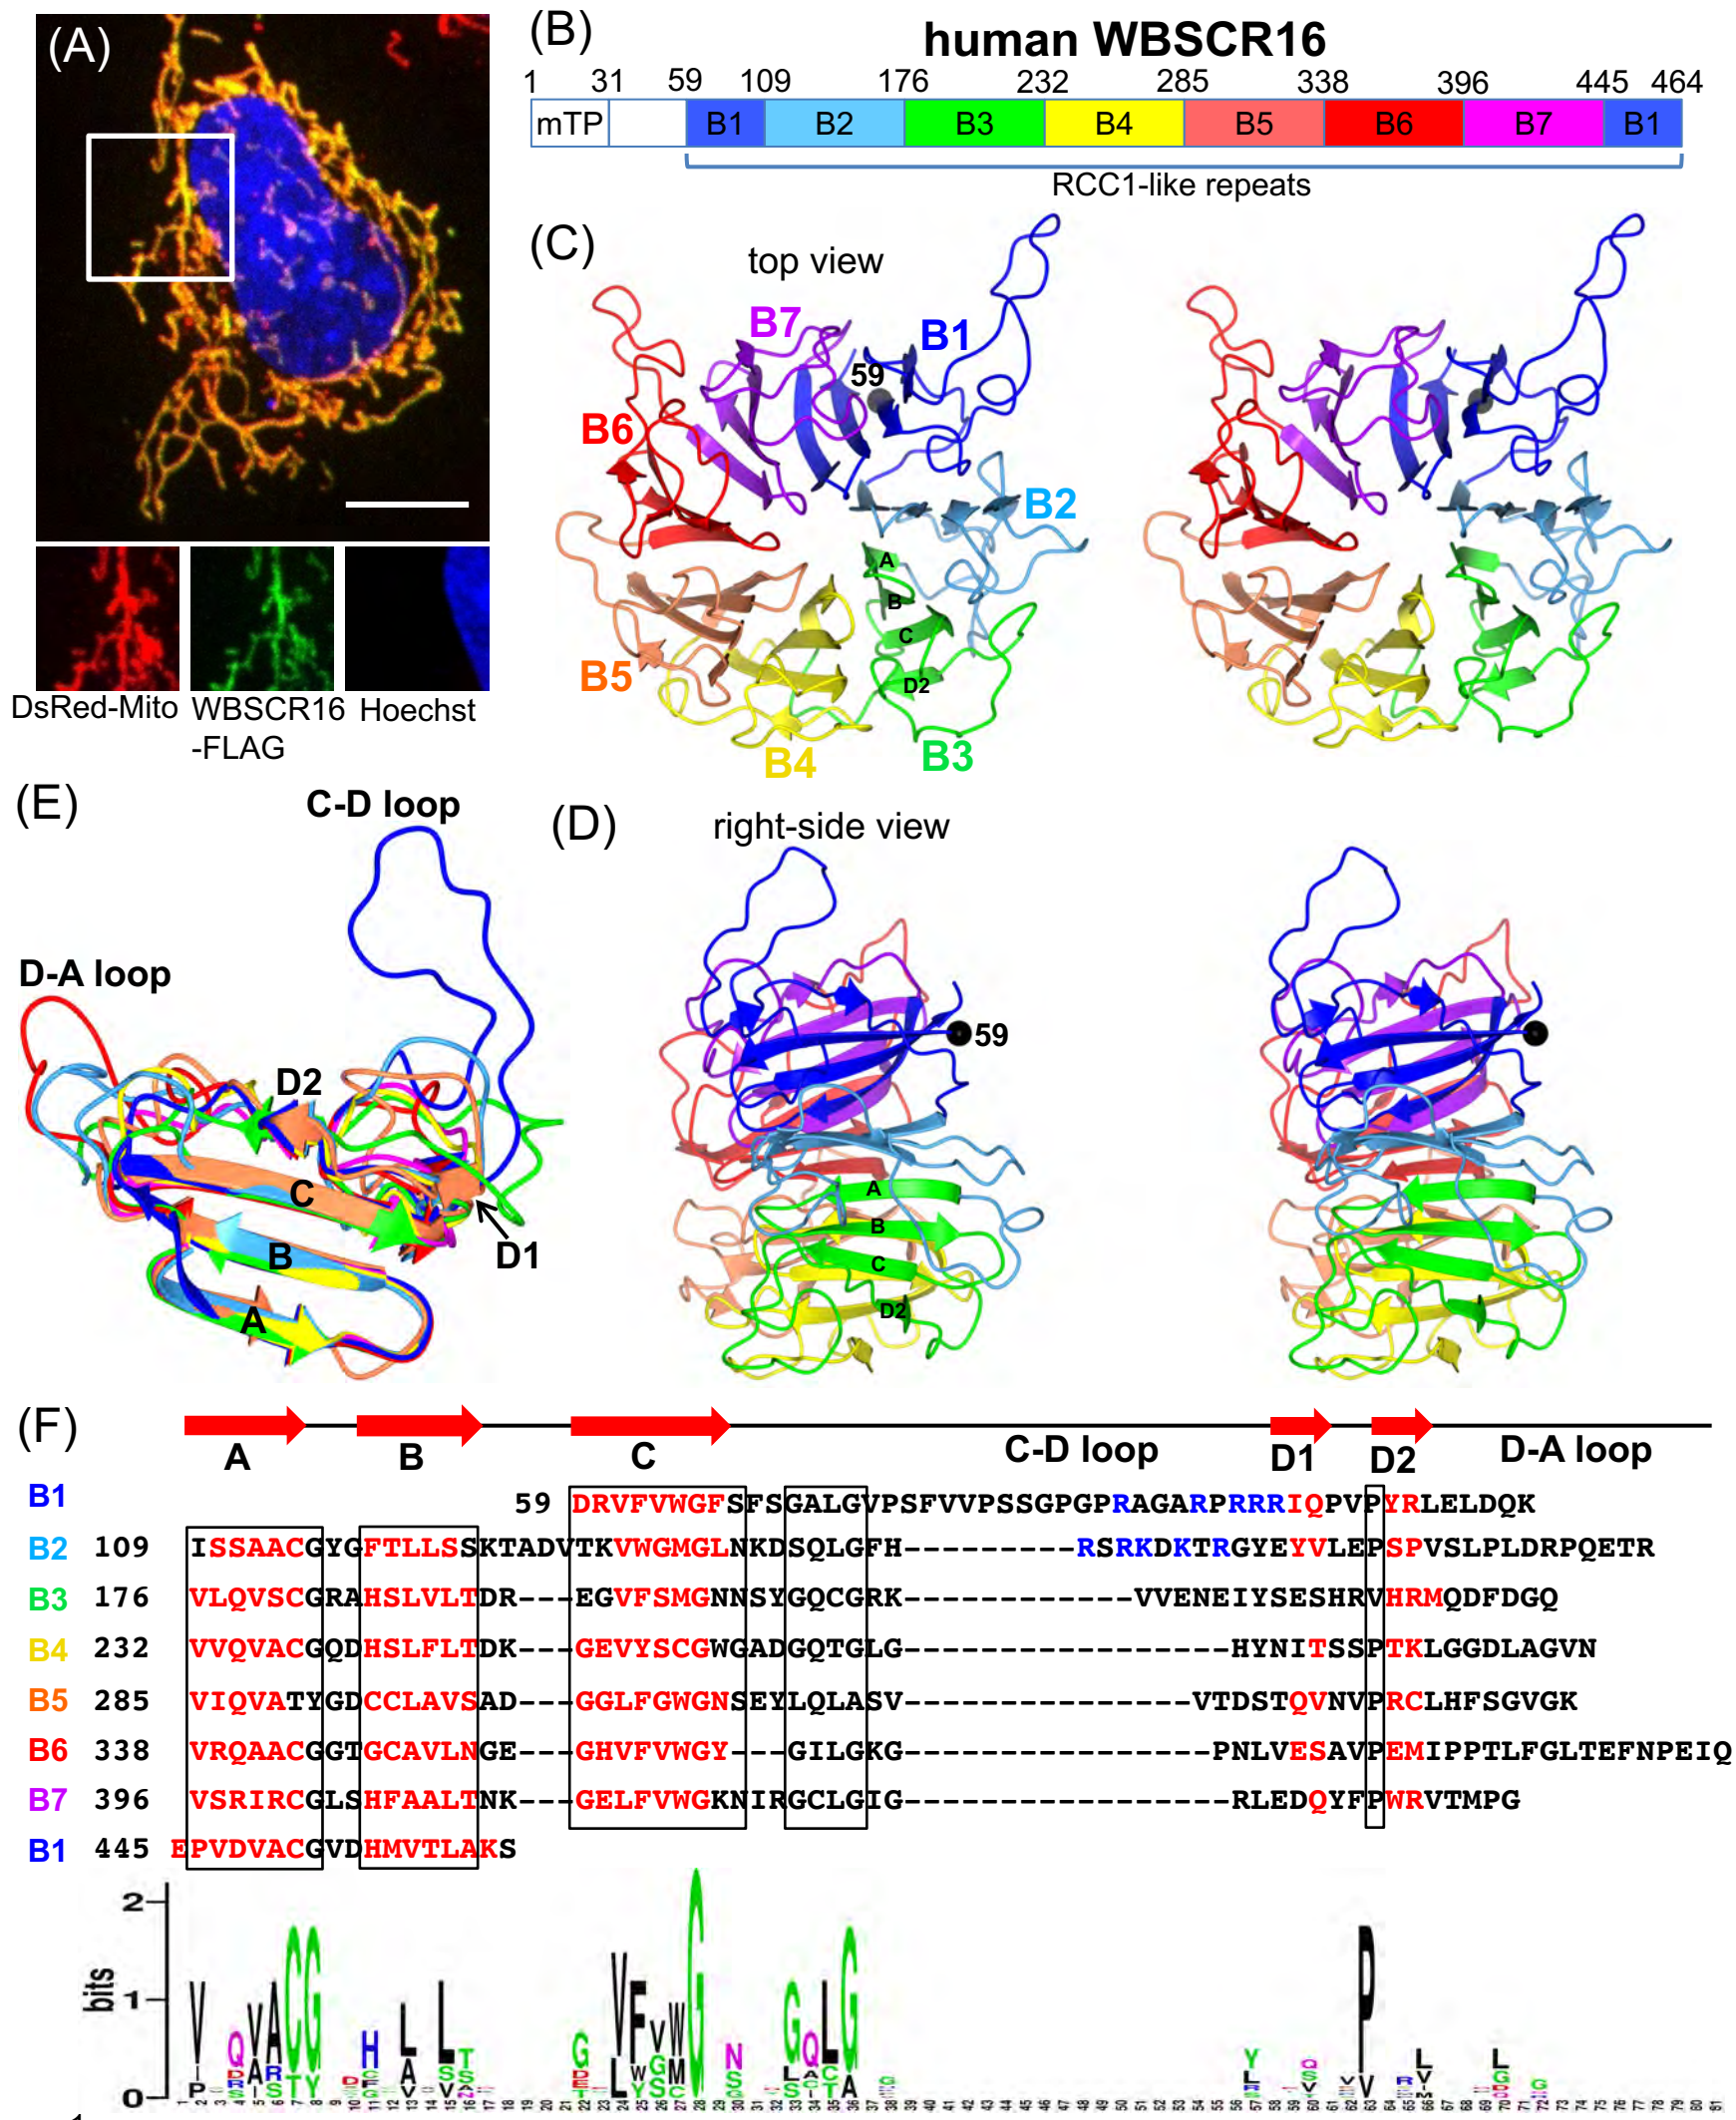 (A)
DsRed-Mito WBSCR16 Hoechst
-FLAG
(B)
human WBSCR16
1 31 59 109 176 232 285 338 396 445 464
mTP B1 B2 B3 B4 B5 B6 B7 B1
RCC1-like repeats
(C)
top view
B7 B1
59
B6
B2
A
B
C
D2
B5
B4 B3
(E)
C-D loop
D-A loop
D2
C
B
A
D1
(D)
right-side view
59
A
B
C
D2
(F)
A B C C-D loop D1 D2 D-A loop
B1 59 DRVFVWGFSFSGALGVPSFVVPSSGPGPRAGARPRRRIQPVPYRLELDQK
B2 109 ISSAACGYGFTLLSSKTADVTKVWGMGLNKDSQLGFH---------RSRKDKTRGYEYVLEPSPVSLPLDRPQETR
B3 176 VLQVSCGRAHSLVLTDR---EGVFSMGNNSYGQCGRK------------VVENEIYSESHRVHRMQDFDGQ
B4 232 VVQVACGQDHSLFLTDK---GEVYSCGWGADGQTGLG-----------------HYNITSSPTKLGGDLAGVN
B5 285 VIQVATYGDCCLAVSAD---GGLFGWGNSEYLQLASV---------------VTDSTQVNVPRCLHFSGVGK
B6 338 VRQAACGGTGCAVLNGE---GHVFVWGY---GILGKG----------------PNLVESAVPEMIPPTLFGLTEFNPEIQ
B7 396 VSRIRCGLSHFAALTNK---GELFVWGKNIRGCLGIG-----------------RLEDQYFPWRVTMPG
B1 445 EPVDVACGVDHMVTLAKS
bits
2
1
0